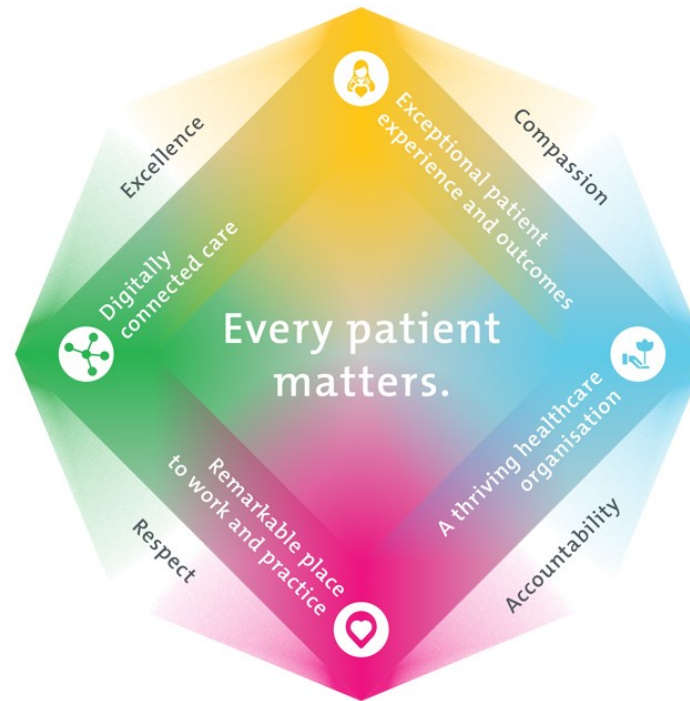 Excellence
Compassion
Exceptional patient
experience and outcomes
Digitally
connected care
Every patient
matters.
A thriving healthcare
organisation
Remarkable place
to work and practice
Respect
Accountability